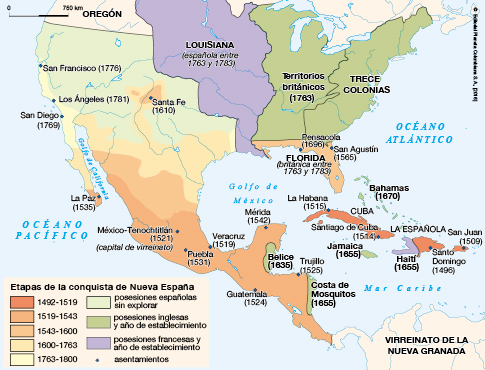 0 750 km
OREGÓN
LOUISIANA
(española entre
1763 y 1783)
Territorios
británicos
(1763)
TRECE
COLONIAS
San Francisco (1776)
Los Ángeles (1781)
San Diego
(1769)
Santa Fe
(1610)
Golfo de California
Pensacola
(1696)
San Agustín
(1565)
FLORIDA
(británica entre
1763 y 1783)
OCÉANO
ATLÁNTICO
La Paz
(1535)
Golfo de
México
Bahamas
(1670)
La Habana
(1515)
CUBA
Mérida
(1542)
OCÉANO
PACÍFICO
México-Tenochtitlán
(1521)
(capital de virreinato)
Veracruz
(1519)
Puebla
(1531)
Santiago de Cuba
(1514)
LA ESPAÑOLA
San Juan
(1509)
Jamaica
(1655)
Haití
(1655)
Santo
Domingo
(1496)
Belice
(1635)
Trujillo
(1525)
Guatemala
(1524)
Costa de
Mosquitos
(1655)
Mar Caribe
VIRREINATO DE LA
NUEVA GRANADA
Etapas de la conquista de Nueva España
1492-1519
1519-1543
1543-1600
1600-1763
1763-1800
posesiones españolas
sin explorar
posesiones inglesas
y año de establecimiento
posesiones francesas y
año de establecimiento
asentamientos